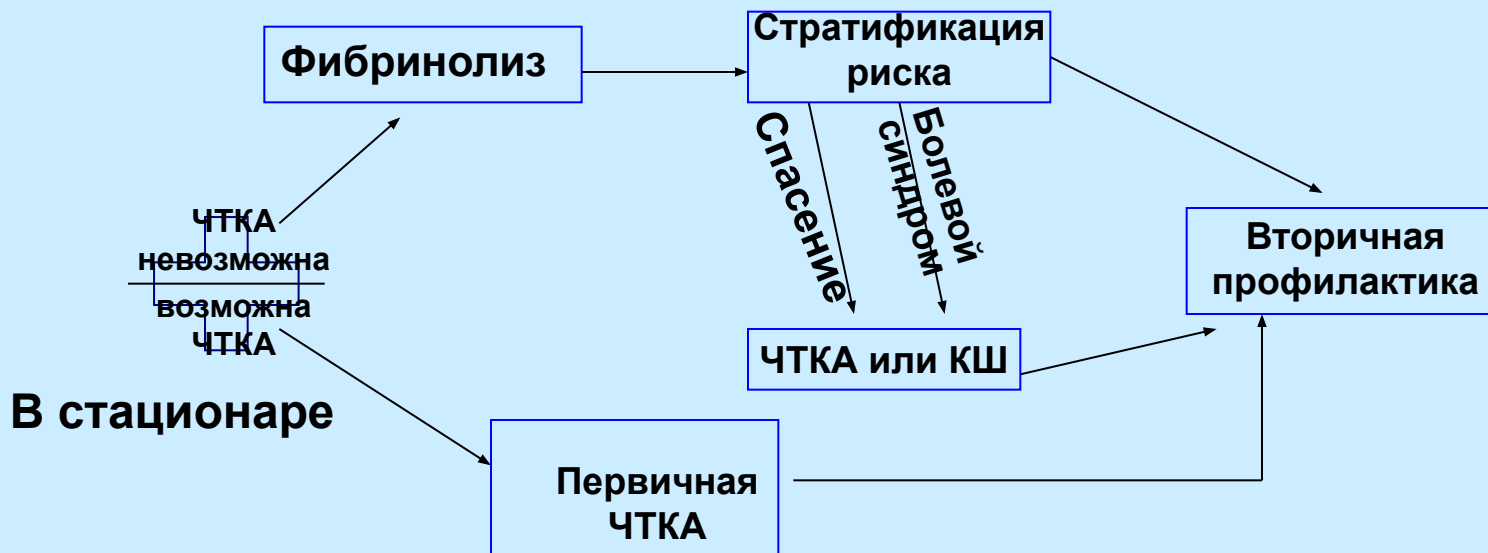 Стратификация
риска
Фибринолиз
Спасение
Болевой
синдром
ЧТКА
невозможна
возможна
ЧТКА
Вторичная
профилактика
ЧТКА или КШ
В стационаре
Первичная
ЧТКА